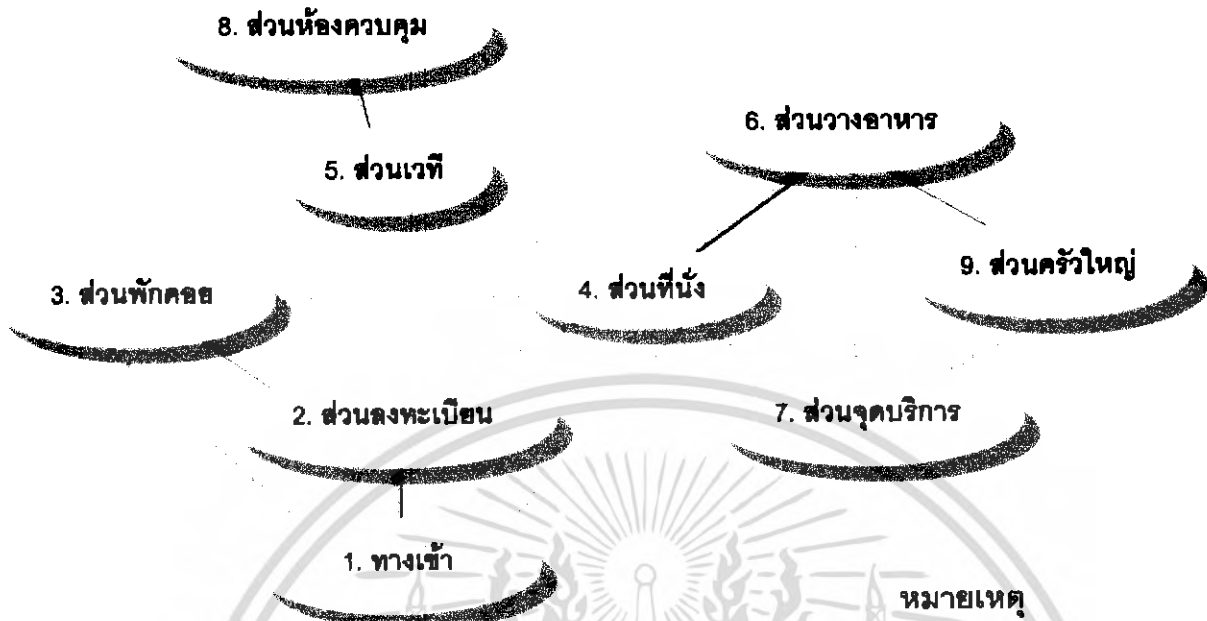 8. ส่วนห้องควบคุม
6. ส่วนวางอาหาร
5. ส่วนเวที
9. ส่วนครัวใหญ่
3. ส่วนพักคอย
4. ส่วนที่นั่ง
2. ส่วนลงทะเบียน
7. ส่วนจุดบริการ
1. ทางเข้า
หมายเหตุ